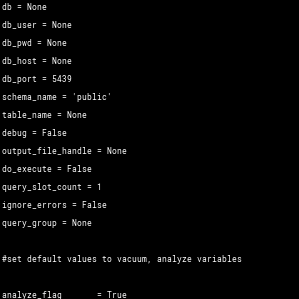 db = None
db_user = None
db_pwd = None
db_host = None
db_port = 5439
schema_name = 'public'
table_name = None
debug = False
output_file_handle = None
do_execute = False
query_slot_count = 1
ignore_errors = False
query_group = None
#set default values to vacuum, analyze variables
analyze_flag       = True